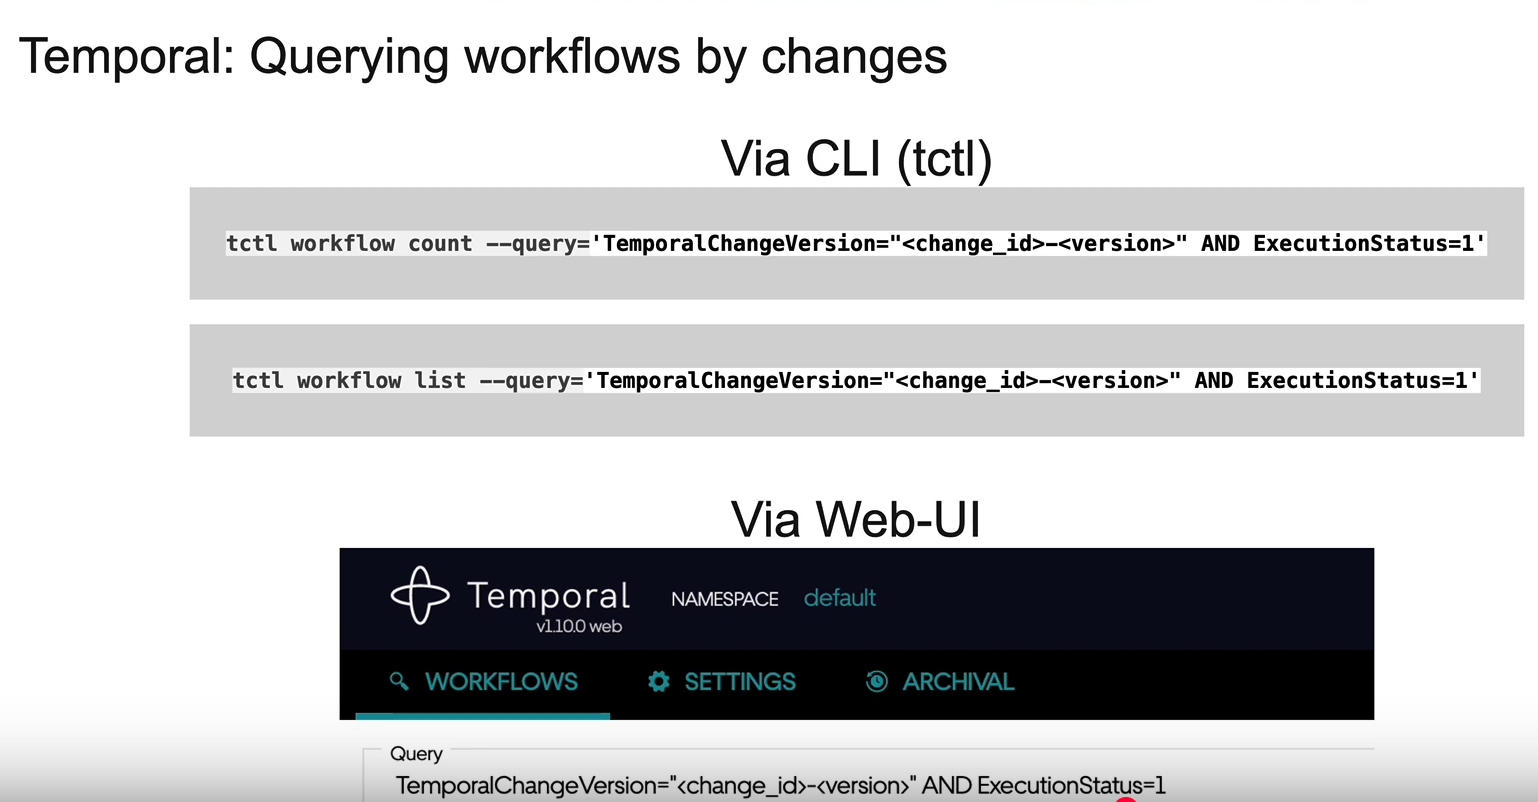 Temporal: Querying workflows by changes
Via CLI (tctl)
tctl workflow count --query='TemporalChangeVersion="<change_id>-<version>" AND ExecutionStatus=1'
tctl workflow list --query='TemporalChangeVersion="<change_id>-<version>" AND ExecutionStatus=1'
Via Web-UI
Temporal NAMESPACE default
v1.10.0 web
WORKFLOWS SETTINGS ARCHIVAL
Query
TemporalChangeVersion="<change_id>-<version>" AND ExecutionStatus=1